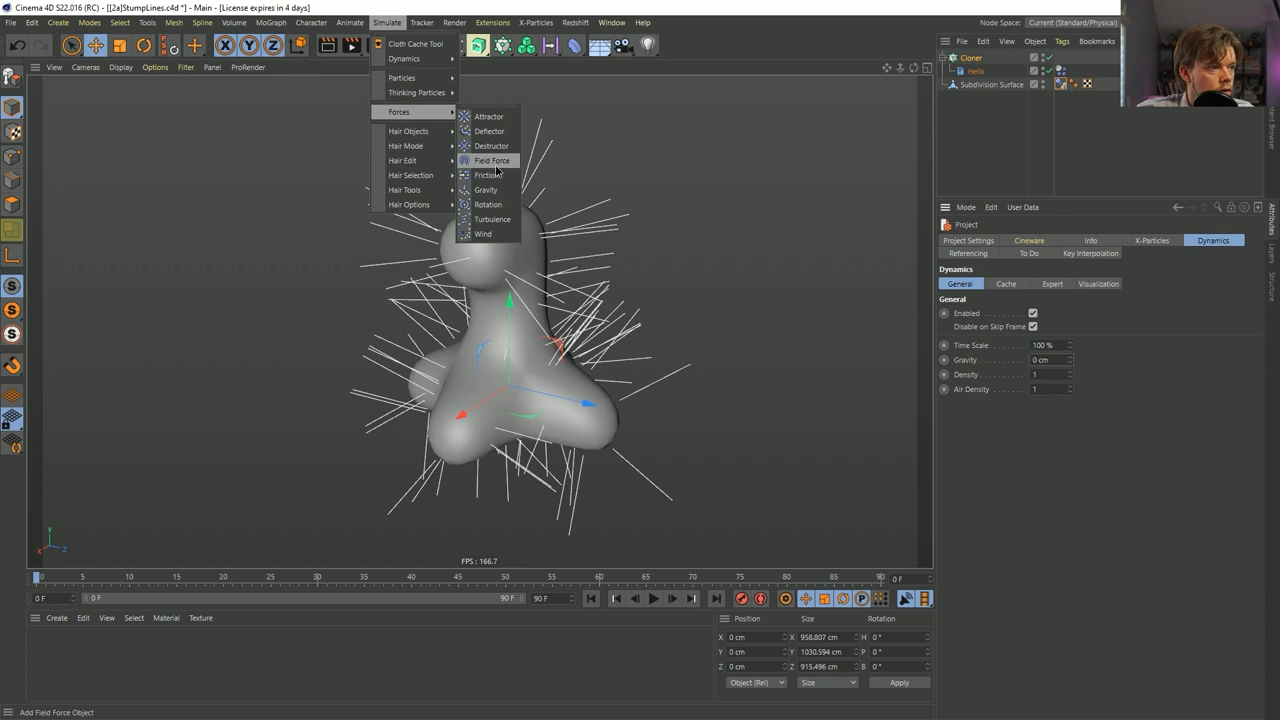 Cinema 4D S22.016 (RC) - [[2a]StumpLines.c4d *] - Main - [License expires in 4 days]
File Edit Create Modes Select Tools Mesh Spline Volume MoGraph Character Animate Simulate Tracker Render Extensions X-Particles Redshift Window Help
Node Space: Current (Standard/Physical)
X Y Z
View Cameras Display Options Filter Panel ProRender
Cloth Cache Tool
Dynamics
Particles
Thinking Particles
Forces
Hair Objects
Hair Mode
Hair Edit
Hair Selection
Hair Tools
Hair Options
Attractor
Deflector
Destructor
Field Force
Friction
Gravity
Rotation
Turbulence
Wind
File Edit View Object Tags Bookmarks
Cloner
Helix
Subdivision Surface
Attributes
Layers
Structure
Mode Edit User Data
Project
Project Settings Cineware Info X-Particles Dynamics
Referencing To Do Key Interpolation
Dynamics
General Cache Expert Visualization
General
Enabled
Disable on Skip Frame
Time Scale 100 %
Gravity 0 cm
Density 1
Air Density 1
S
S
S
Y
X Z
FPS : 166.7
0 5 10 15 20 25 30 35 40 45 50 55 60 65 70 75 80 85 90 0 F
0 F 0 F 90 F 90 F P
Create Edit View Select Material Texture
Position Size Rotation
X 0 cm X 958.807 cm H 0 °
Y 0 cm Y 1030.594 cm P 0 °
Z 0 cm Z 915.496 cm B 0 °
Object (Rel) Size Apply
Add Field Force Object